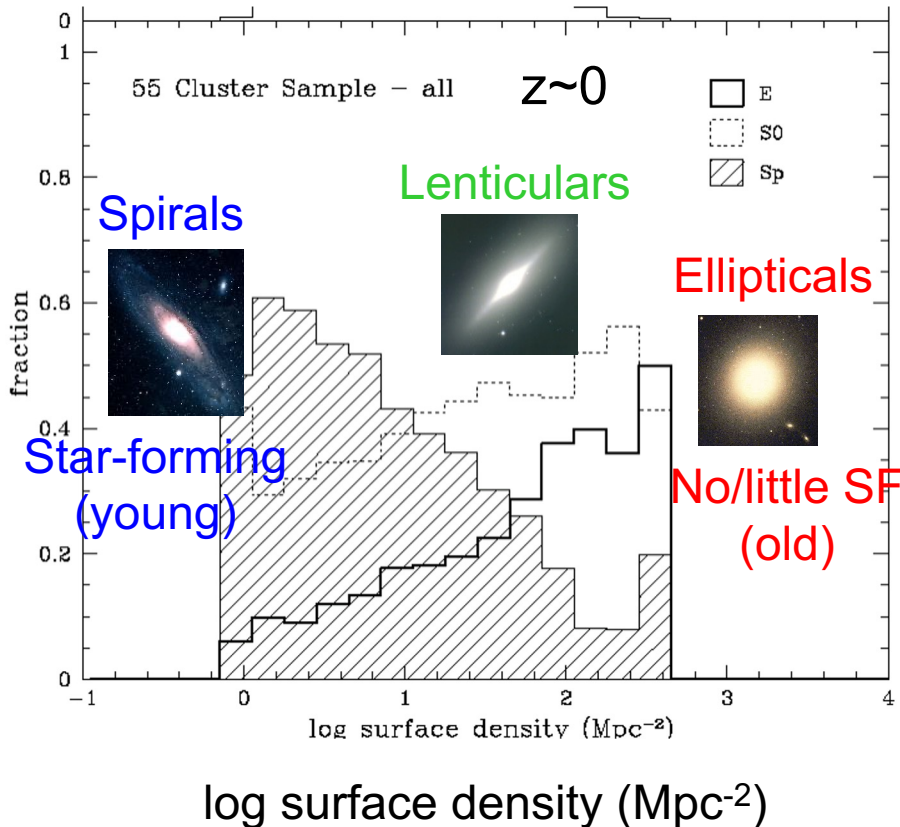 0
1
55 Cluster Sample – all
z~0
E
S0
Sp
0.8
Lenticulars
Spirals
0.6
Ellipticals
fraction
0.4
Star-forming
(young)
No/little SF
(old)
0.2
0
−1
0
1
2
3
4
log surface density (Mpc⁻²)
log surface density (Mpc⁻²)